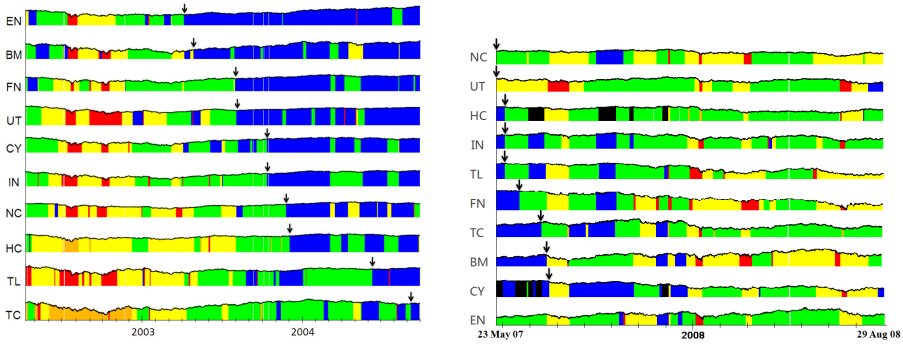 EN
BM
FN
UT
CY
IN
NC
HC
TL
TC
2003 2004
NC
UT
HC
IN
TL
FN
TC
BM
CY
EN
23 May 07 2008 29 Aug 08